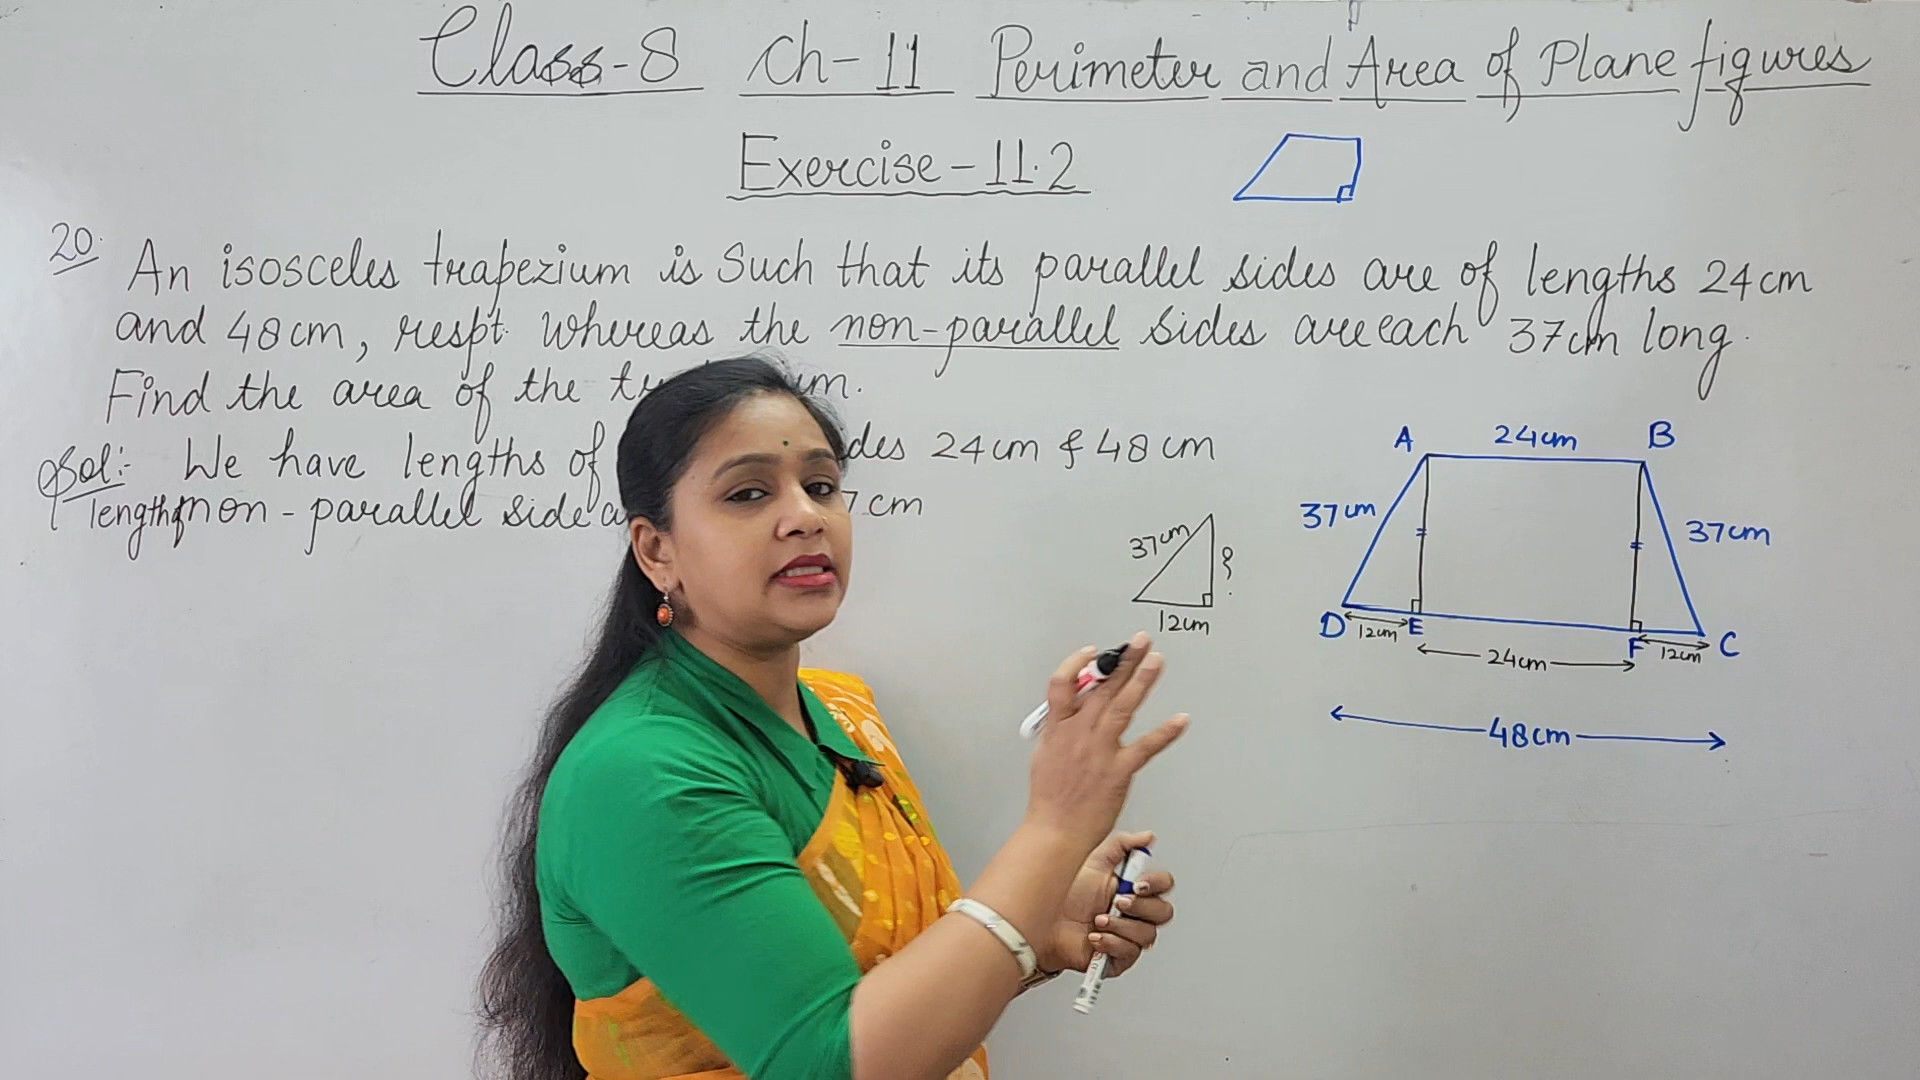 Class-8 Ch-11 Perimeter and Area of Plane figures
Exercise-11.2
20. An isosceles trapezium is Such that its parallel sides are of lengths 24cm
and 48cm, respt. whereas the non-parallel sides are each 37cm long.
Find the area of the
Sol:- We have lengths of 24cm & 48cm
length of non-parallel side 7cm
37cm
?
12cm
A 24cm B
37cm
37cm
D 12cm E F 12cm C
24cm
48cm